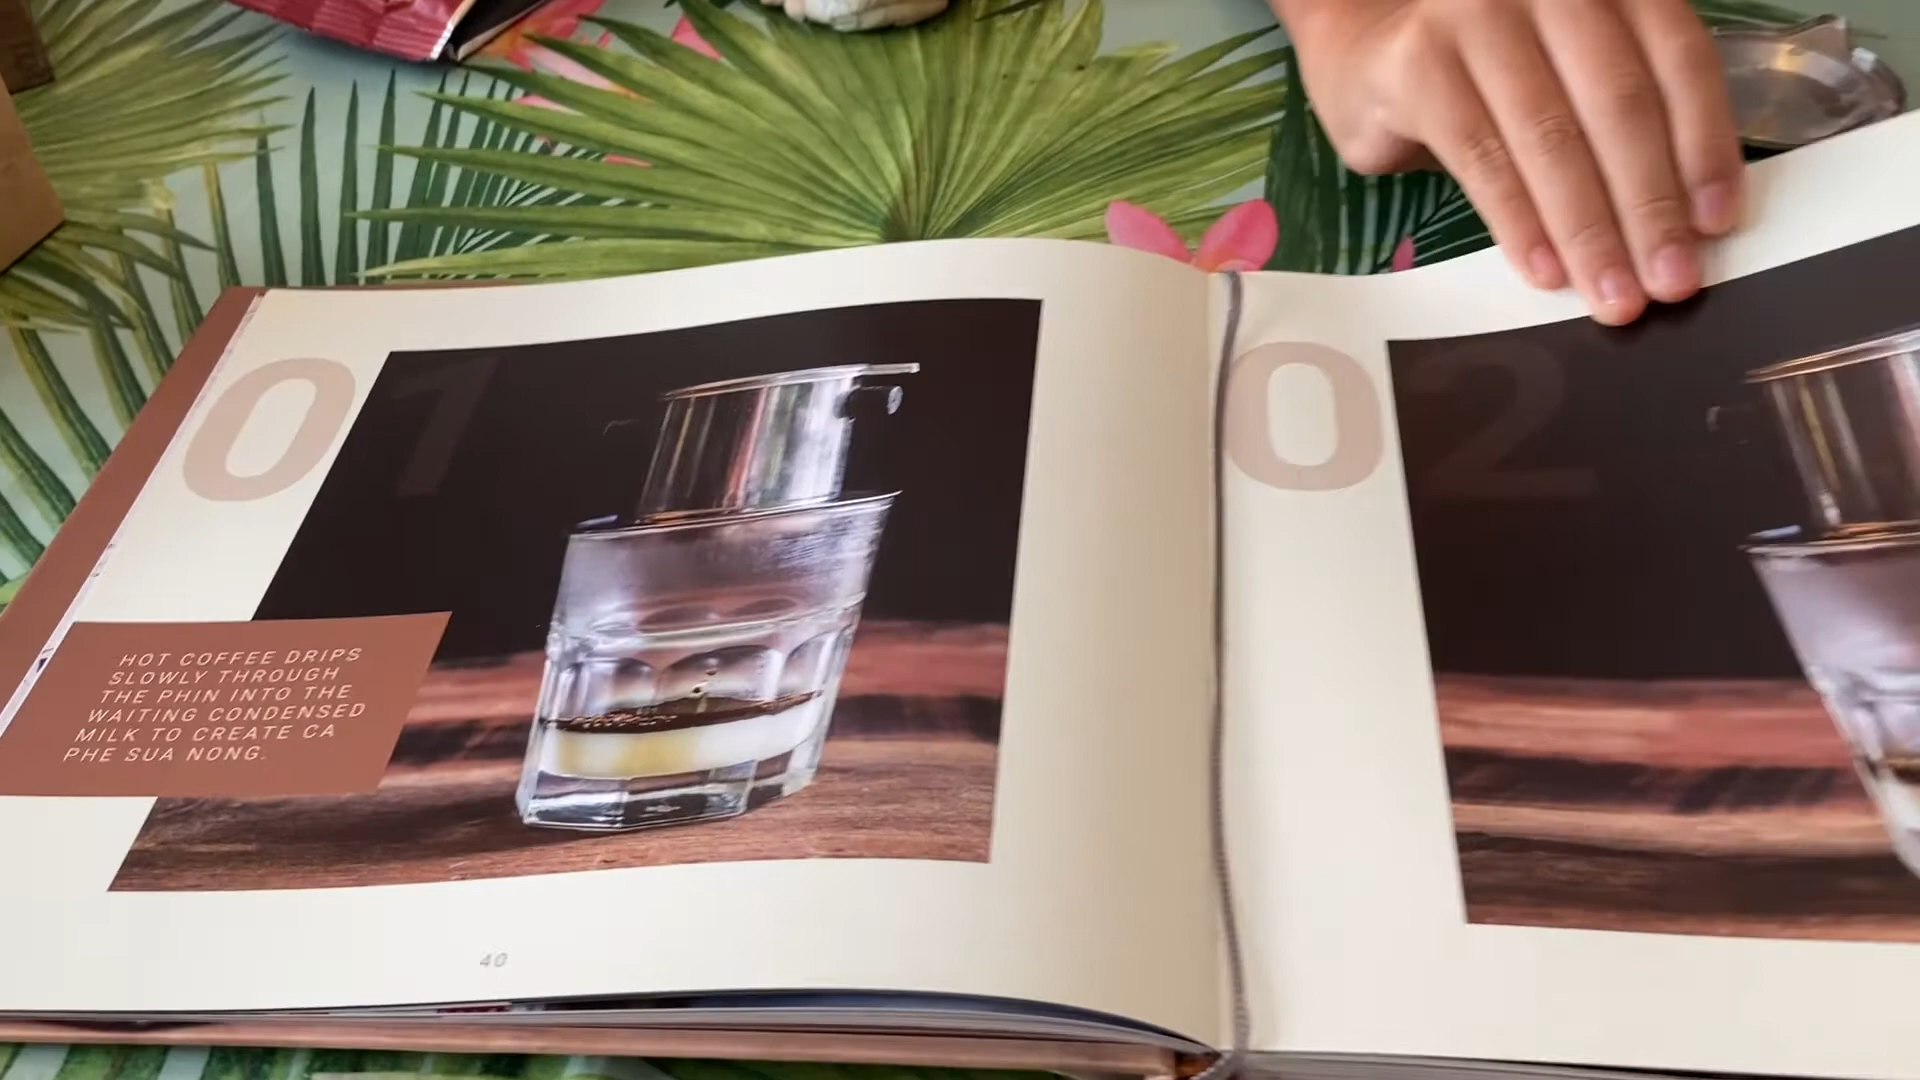 01
HOT COFFEE DRIPS
SLOWLY THROUGH
THE PHIN INTO THE
WAITING CONDENSED
MILK TO CREATE CA
PHE SUA NONG.
40
02